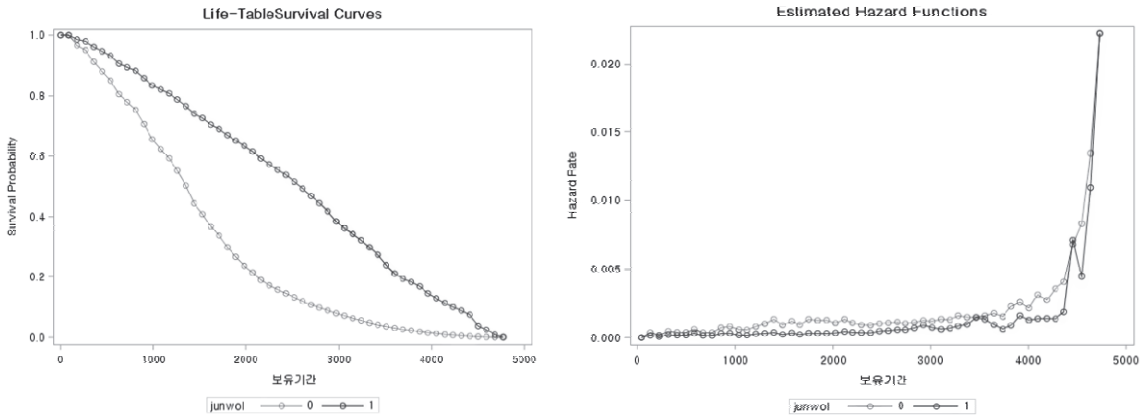 Life-TableSurvival Curves
Survival Probability
1.0
0.8
0.6
0.4
0.2
0.0
0 1000 2000 3000 4000 5000
보유기간
junwol 0 1
Estimated Hazard Functions
Hazard Rate
0.020
0.015
0.010
0.005
0.000
0 1000 2000 3000 4000 5000
보유기간
junwol 0 1